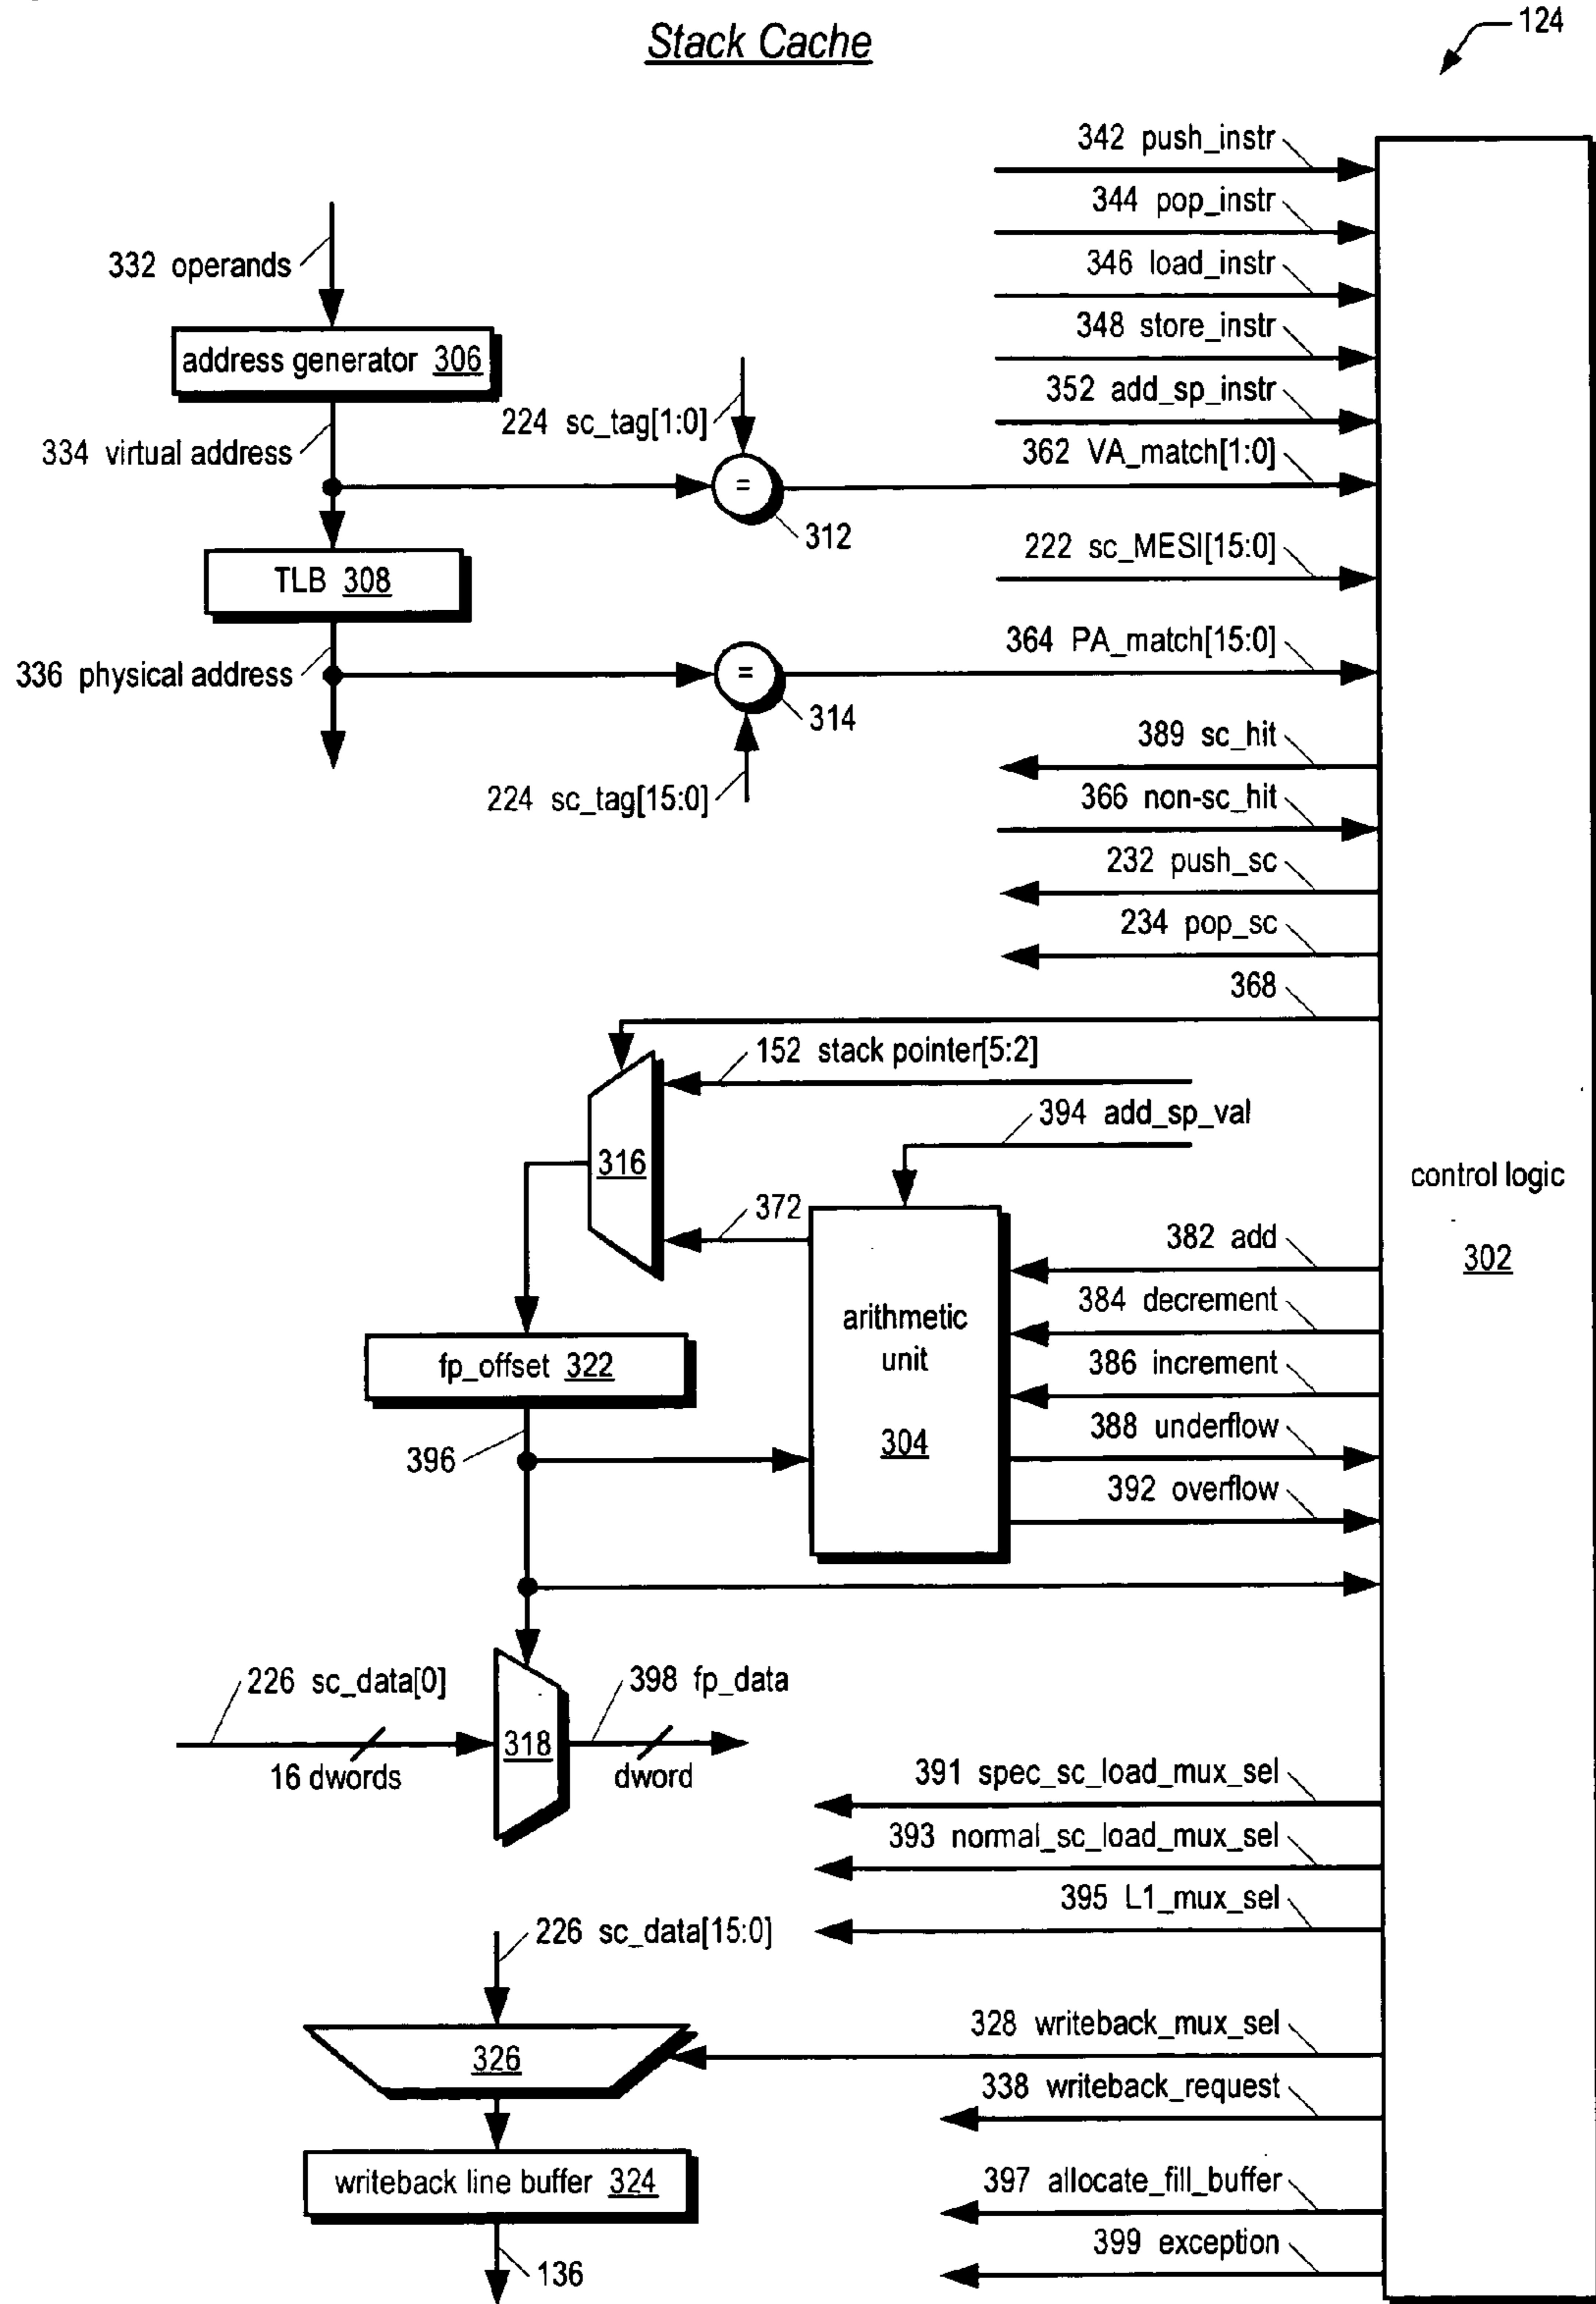 Stack Cache
124
342 push_instr
344 pop_instr
332 operands
346 load_instr
348 store_instr
address generator 306
352 add_sp_instr
224 sc_tag[1:0]
334 virtual address
362 VA_match[1:0]
=
312
222 sc_MESI[15:0]
TLB 308
364 PA_match[15:0]
336 physical address
=
314
389 sc_hit
224 sc_tag[15:0]
366 non-sc_hit
232 push_sc
234 pop_sc
368
152 stack pointer[5:2]
394 add_sp_val
316
control logic
302
372
382 add
384 decrement
arithmetic
unit
304
fp_offset 322
386 increment
388 underflow
396
392 overflow
226 sc_data[0]
398 fp_data
318
16 dwords
dword
391 spec_sc_load_mux_sel
393 normal_sc_load_mux_sel
395 L1_mux_sel
226 sc_data[15:0]
328 writeback_mux_sel
326
338 writeback_request
writeback line buffer 324
397 allocate_fill_buffer
399 exception
136